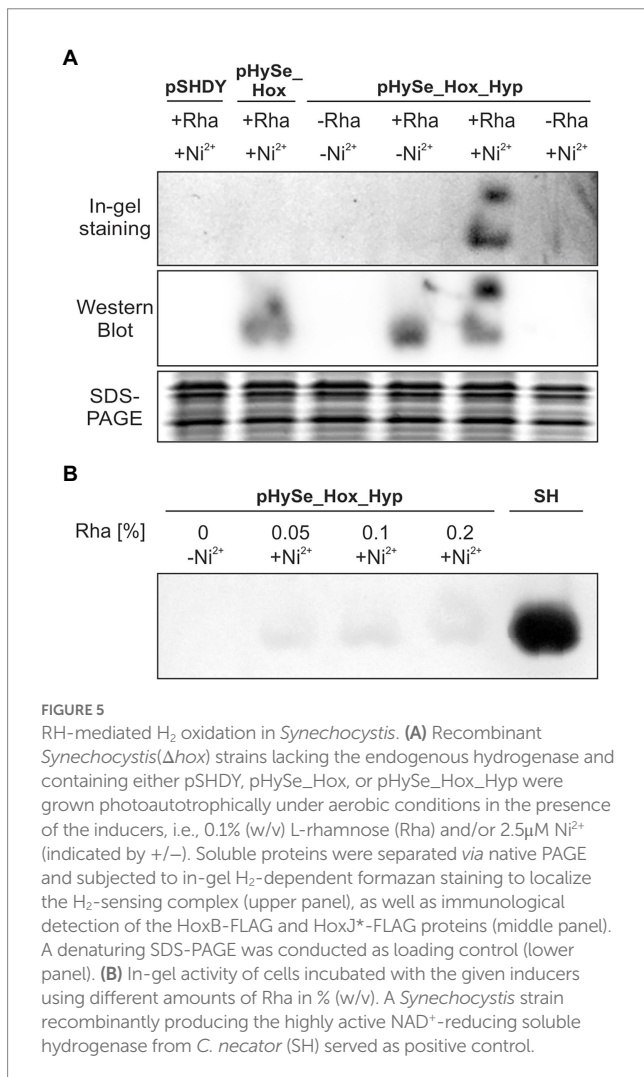 A
pSHDY
pHySe_
Hox
pHySe_Hox_Hyp
+Rha +Rha -Rha +Rha +Rha -Rha
+Ni²⁺ +Ni²⁺ -Ni²⁺ -Ni²⁺ +Ni²⁺ +Ni²⁺
In-gel
staining
Western
Blot
SDS-
PAGE
B
pHySe_Hox_Hyp SH
Rha [%] 0 0.05 0.1 0.2
-Ni²⁺ +Ni²⁺ +Ni²⁺ +Ni²⁺
FIGURE 5
RH-mediated H₂ oxidation in Synechocystis. (A) Recombinant
Synechocystis(Δhox) strains lacking the endogenous hydrogenase and
containing either pSHDY, pHySe_Hox, or pHySe_Hox_Hyp were
grown photoautotrophically under aerobic conditions in the presence
of the inducers, i.e., 0.1% (w/v) L-rhamnose (Rha) and/or 2.5μM Ni²⁺
(indicated by +/−). Soluble proteins were separated via native PAGE
and subjected to in-gel H₂-dependent formazan staining to localize
the H₂-sensing complex (upper panel), as well as immunological
detection of the HoxB-FLAG and HoxJ*-FLAG proteins (middle panel).
A denaturing SDS-PAGE was conducted as loading control (lower
panel). (B) In-gel activity of cells incubated with the given inducers
using different amounts of Rha in % (w/v). A Synechocystis strain
recombinantly producing the highly active NAD⁺-reducing soluble
hydrogenase from C. necator (SH) served as positive control.